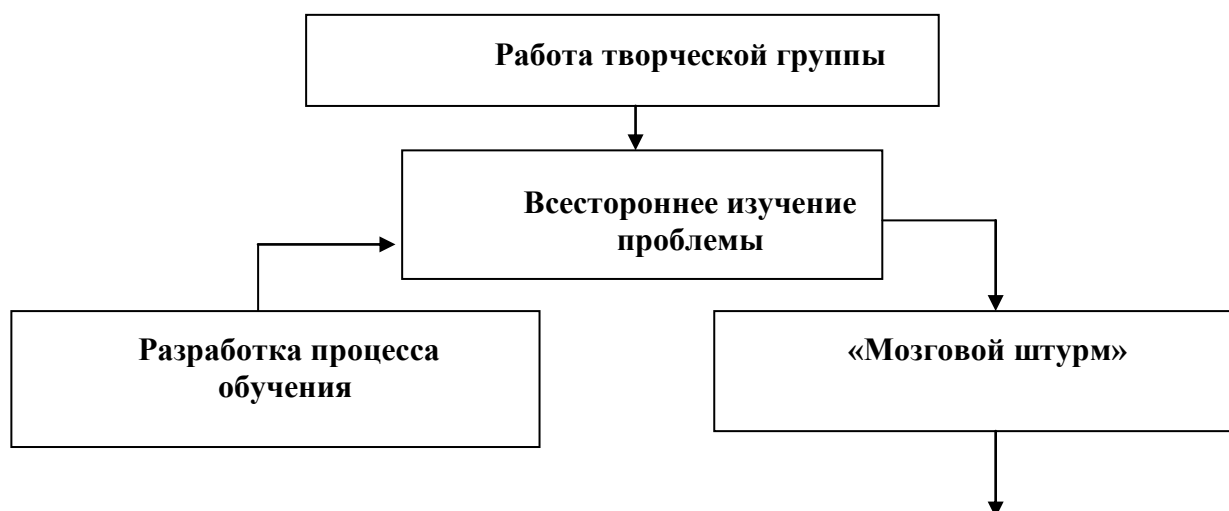 Работа творческой группы
Всестороннее изучение
проблемы
Разработка процесса
обучения
«Мозговой штурм»